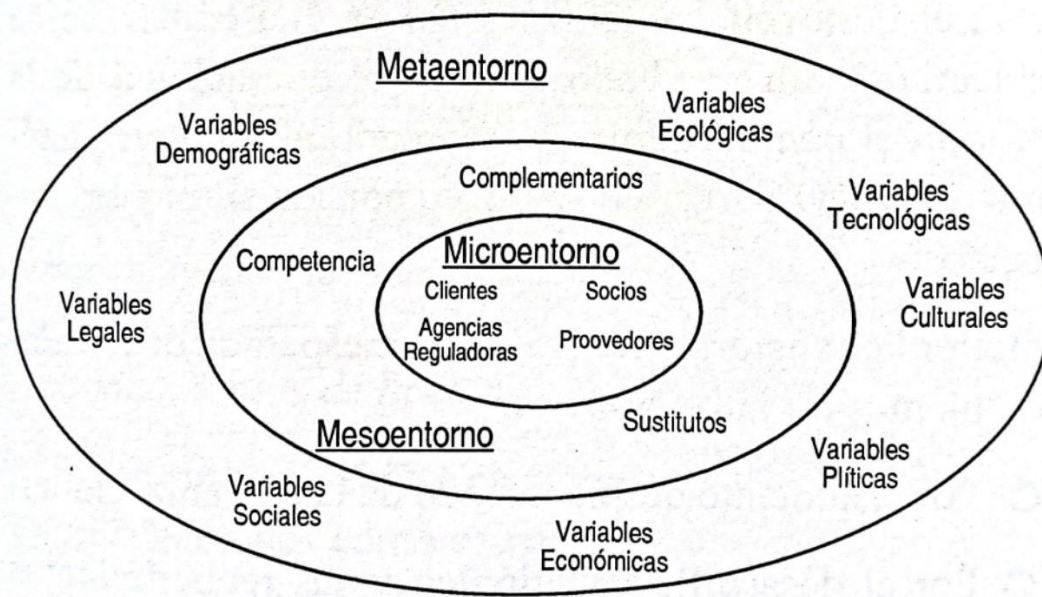 Metaentorno
Variables
Ecológicas
Variables
Demográficas
Complementarios
Variables
Tecnológicas
Competencia
Microentorno
Clientes
Socios
Variables
Legales
Variables
Culturales
Agencias
Reguladoras
Proovedores
Mesoentorno
Sustitutos
Variables
Plíticas
Variables
Sociales
Variables
Económicas